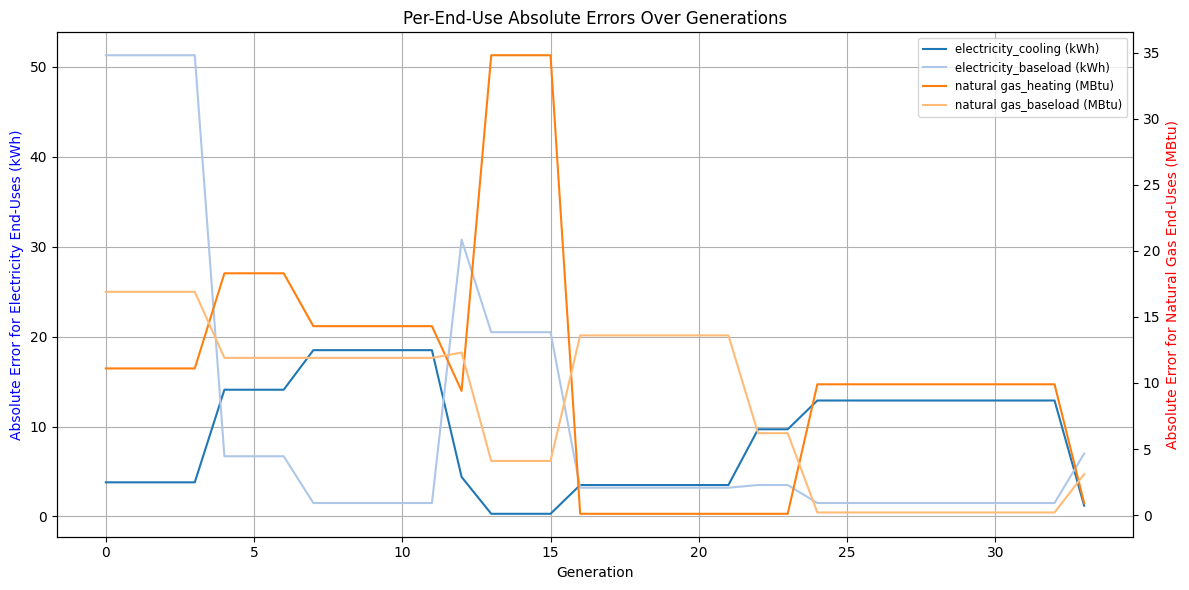 Per-End-Use Absolute Errors Over Generations
Absolute Error for Electricity End-Uses (kWh)
50
40
30
20
10
0
electricity_cooling (kWh)
electricity_baseload (kWh)
natural gas_heating (MBtu)
natural gas_baseload (MBtu)
35
30
25
20
15
10
5
0
Absolute Error for Natural Gas End-Uses (MBtu)
0 5 10 15 20 25 30
Generation